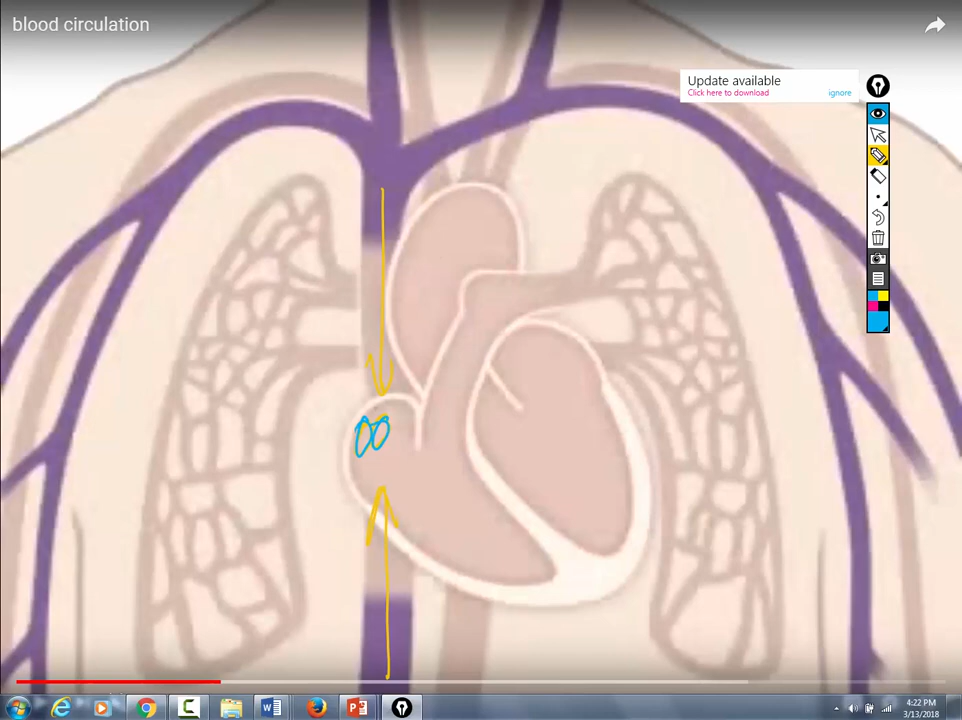 blood circulation
Update available
Click here to download
ignore
4:22 PM
3/13/2018